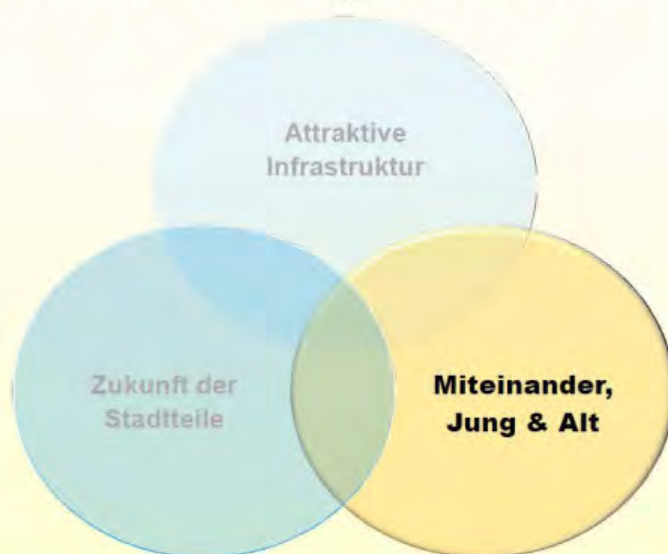 Attraktive
Infrastruktur
Zukunft der
Stadtteile
Miteinander,
Jung & Alt